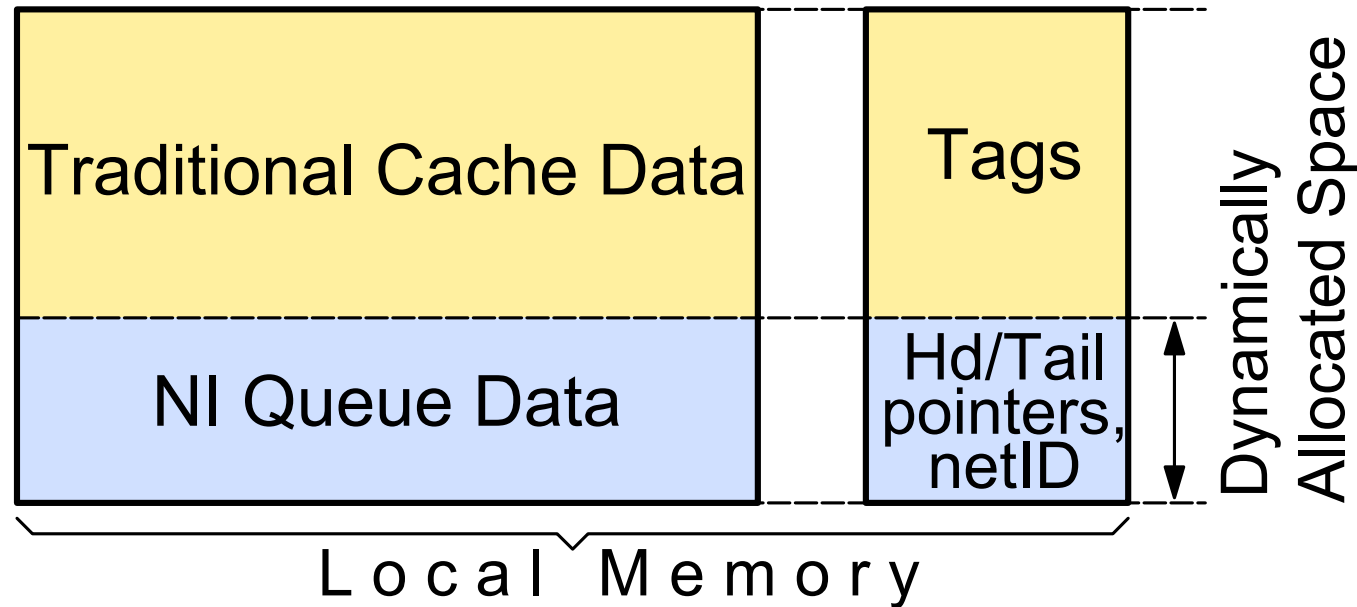 Traditional Cache Data
Tags
NI Queue Data
Hd/Tail
pointers,
netID
Dynamically
Allocated Space
Local Memory